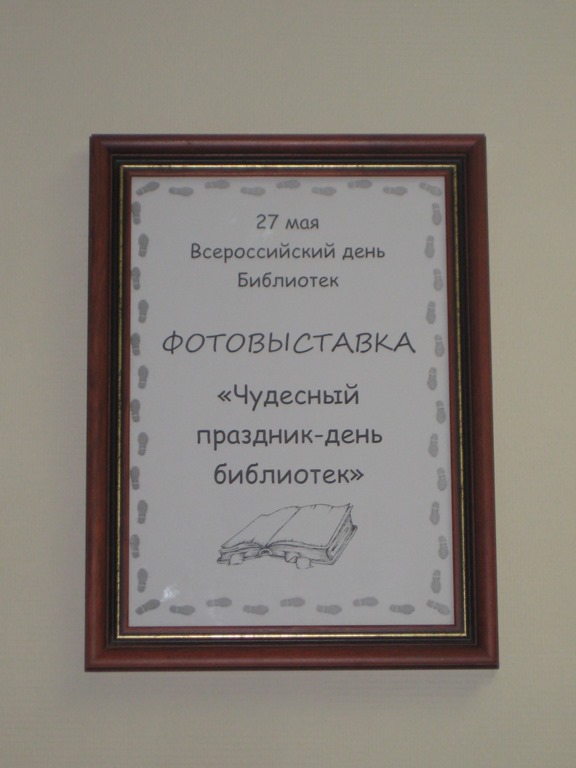 27 мая
Всероссийский день
Библиотек
ФОТОВЫСТАВКА
«Чудесный
праздник-день
библиотек»